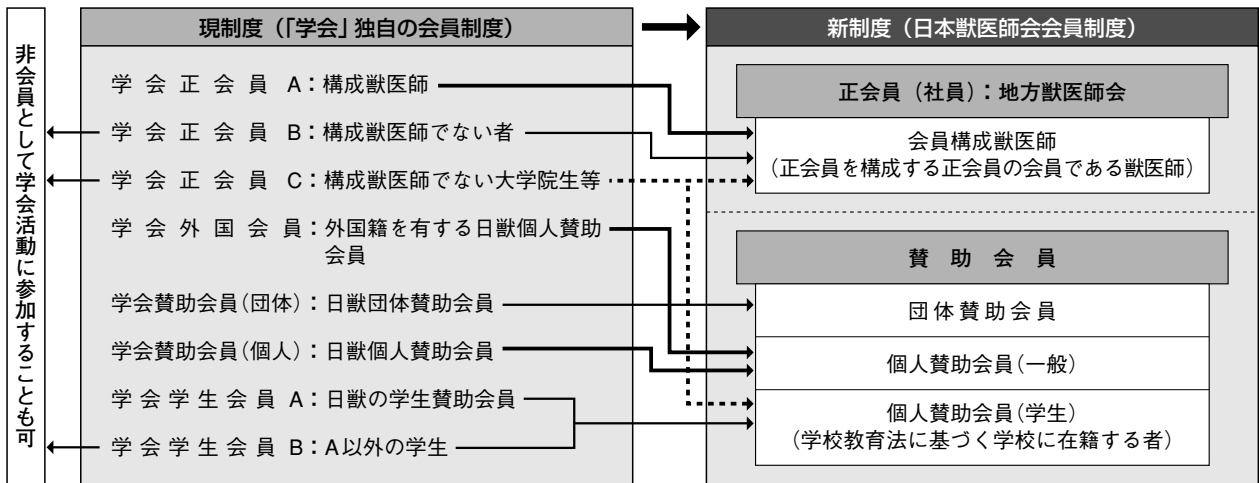 非会員として学会活動に参加することも可
現制度（「学会」独自の会員制度）
学会正会員 A：構成獣医師
学会正会員 B：構成獣医師でない者
学会正会員 C：構成獣医師でない大学院生等
学会外国会員：外国籍を有する日獣個人賛助
会員
学会賛助会員（団体）：日獣団体賛助会員
学会賛助会員（個人）：日獣個人賛助会員
学会学生会員 A：日獣の学生賛助会員
学会学生会員 B：A以外の学生
新制度（日本獣医師会会員制度）
正会員（社員）：地方獣医師会
会員構成獣医師
（正会員を構成する正会員の会員である獣医師）
賛助会員
団体賛助会員
個人賛助会員（一般）
個人賛助会員（学生）
（学校教育法に基づく学校に在籍する者）